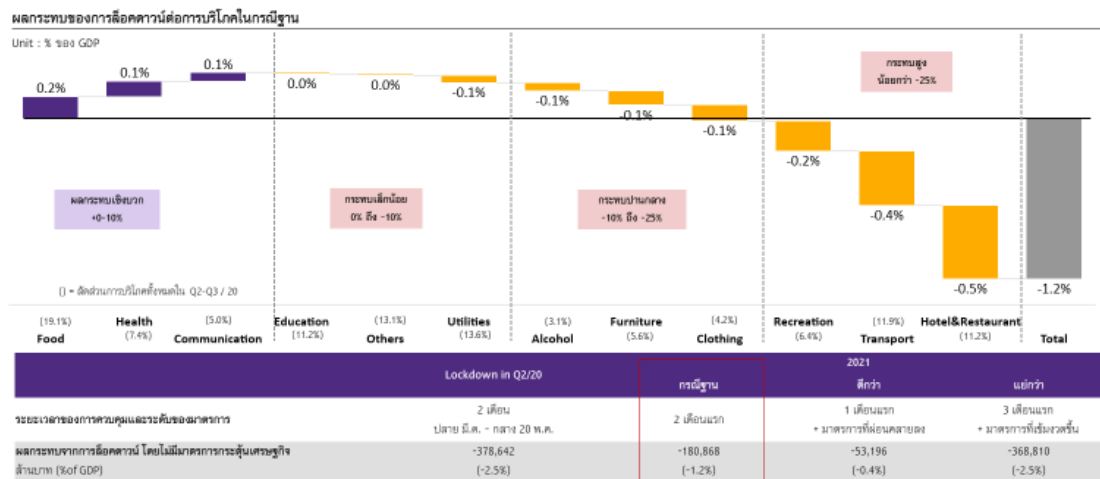 ผลกระทบของการล็อคดาวน์ต่อการบริโภคในกรณีฐาน
Unit : % ของ GDP
0.2%
0.1%
0.1%
0.0%
0.0%
-0.1%
-0.1%
-0.1%
-0.1%
-0.2%
-0.4%
-0.5%
-1.2%
กระทบสูง
น้อยกว่า -25%
ผลกระทบเชิงบวก
+0-10%
กระทบเล็กน้อย
0% ถึง -10%
กระทบปานกลาง
-10% ถึง -25%
() = สัดส่วนการบริโภคทั้งหมดใน Q2-Q3 / 20
(19.1%) Health (5.0%) Education (13.1%) Utilities (3.1%) Furniture (4.2%) Recreation (11.9%) Hotel&Restaurant
Food (7.4%) Communication (11.2%) Others (13.6%) Alcohol (5.6%) Clothing (6.4%) Transport (11.2%) Total
Lockdown in Q2/20
2021
กรณีฐาน ดีกว่า แย่กว่า
ระยะเวลาของการควบคุมและระดับของมาตรการ
2 เดือน
ปลาย มี.ค. - กลาง 20 พ.ค.
2 เดือนแรก
1 เดือนแรก
+ มาตรการที่ผ่อนคลายลง
3 เดือนแรก
+ มาตรการที่เข้มงวดขึ้น
ผลกระทบจากการล็อคดาวน์ โดยไม่มีมาตรการกระตุ้นเศรษฐกิจ -378,642 -180,868 -53,196 -368,810
ล้านบาท (%of GDP) (-2.5%) (-1.2%) (-0.4%) (-2.5%)